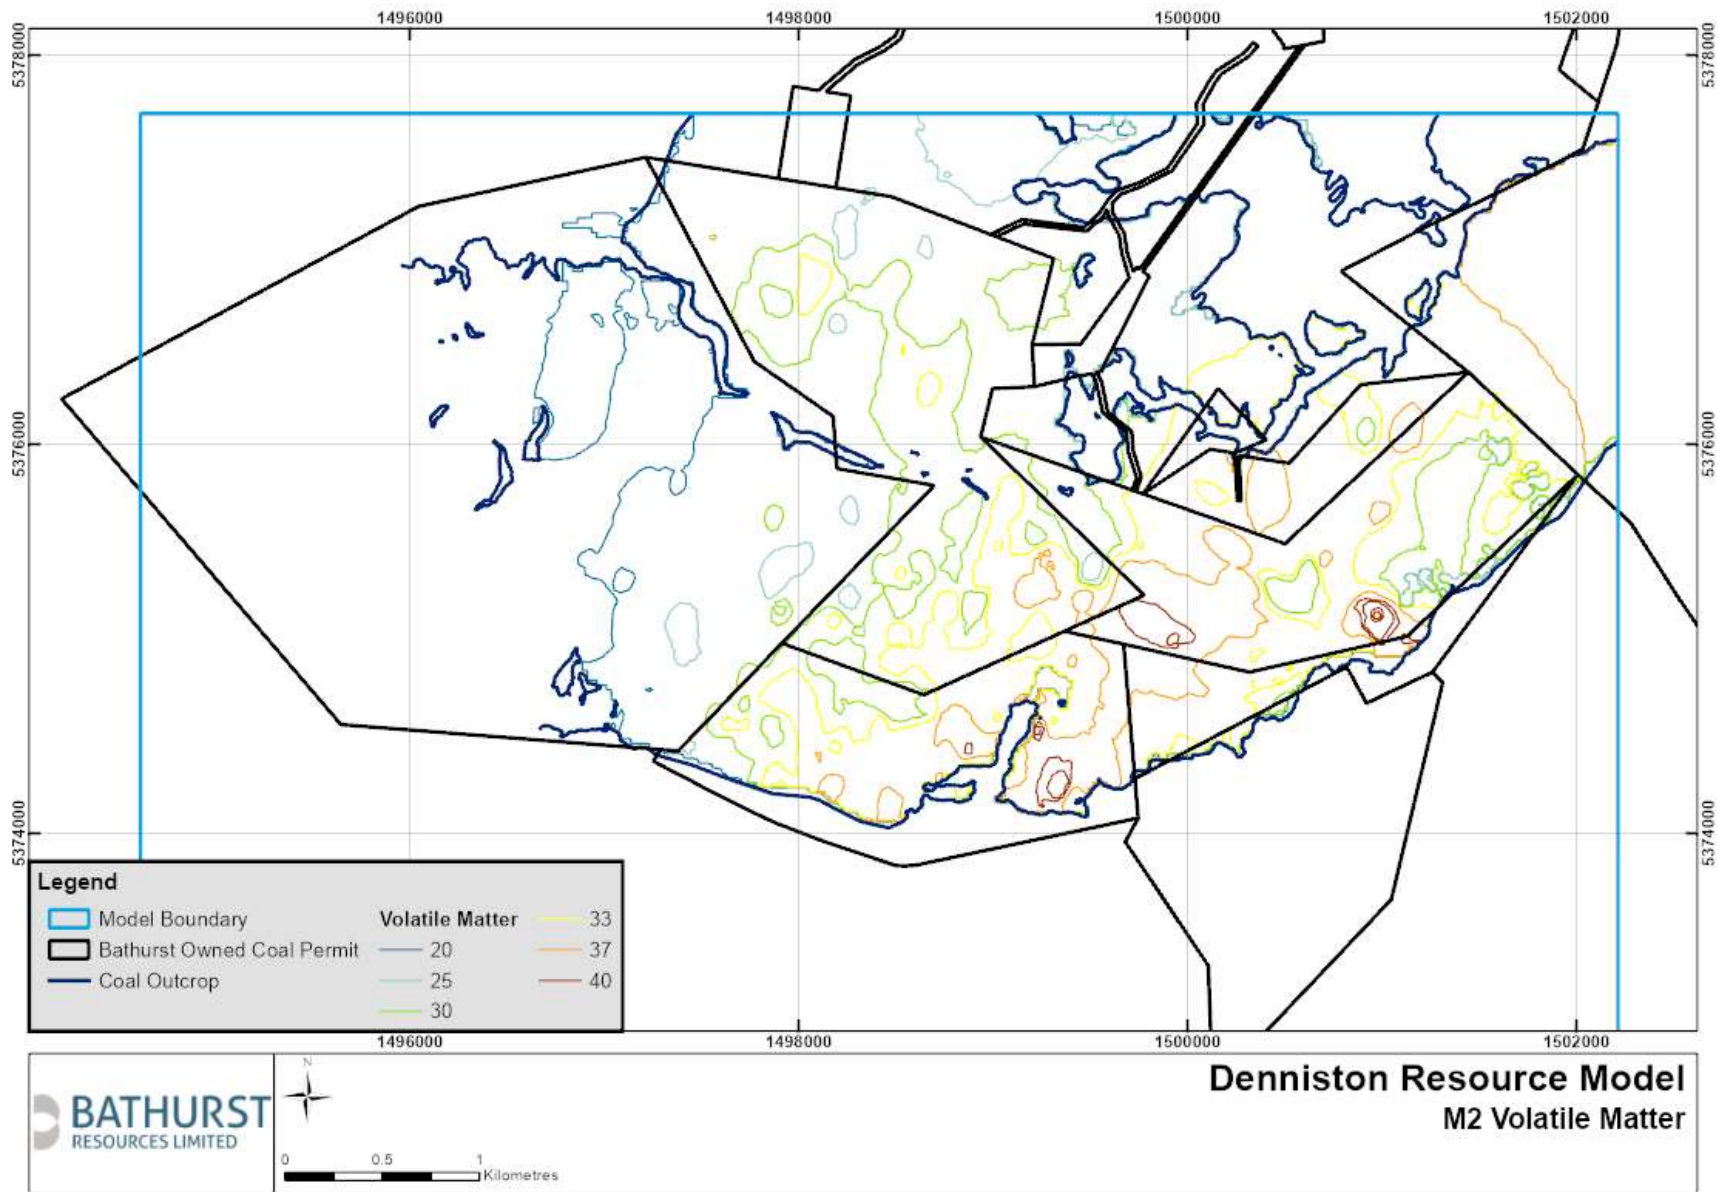 1496000 1498000 1500000 1502000
5378000 5378000
5376000 5376000
5374000 5374000
Legend
Model Boundary
Bathurst Owned Coal Permit
Coal Outcrop
Volatile Matter
20
25
30
33
37
40
1496000 1498000 1500000 1502000
BATHURST
RESOURCES LIMITED
N
0 0.5 1
Kilometres
Denniston Resource Model
M2 Volatile Matter